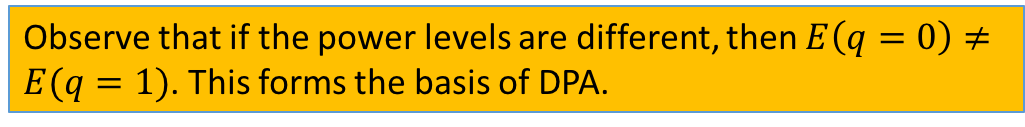 Observe that if the power levels are different, then E(q = 0) ≠
E(q = 1). This forms the basis of DPA.